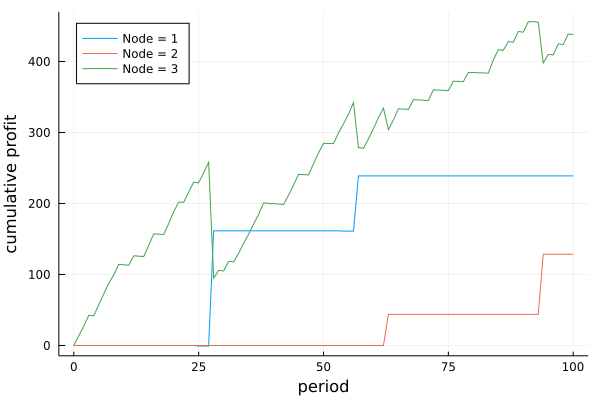 cumulative profit
400
300
200
100
0
Node = 1
Node = 2
Node = 3
0 25 50 75 100
period